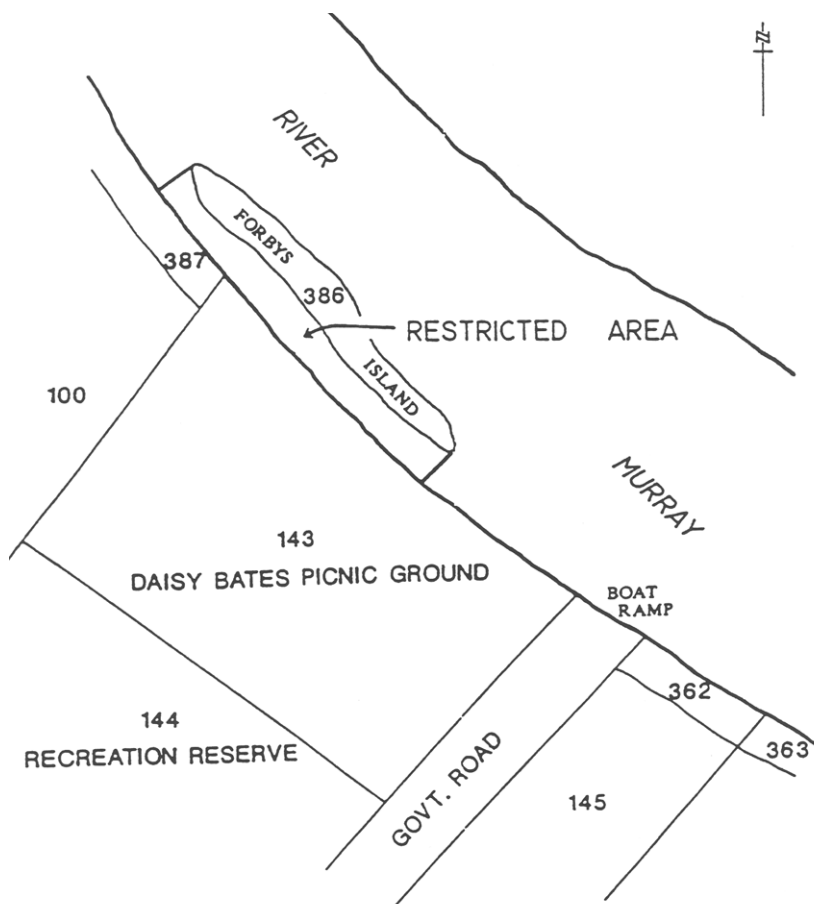 N
RIVER
FORBYS
387
386
RESTRICTED AREA
ISLAND
100
MURRAY
143
DAISY BATES PICNIC GROUND
BOAT
RAMP
362
144
RECREATION RESERVE
363
GOVT. ROAD
145